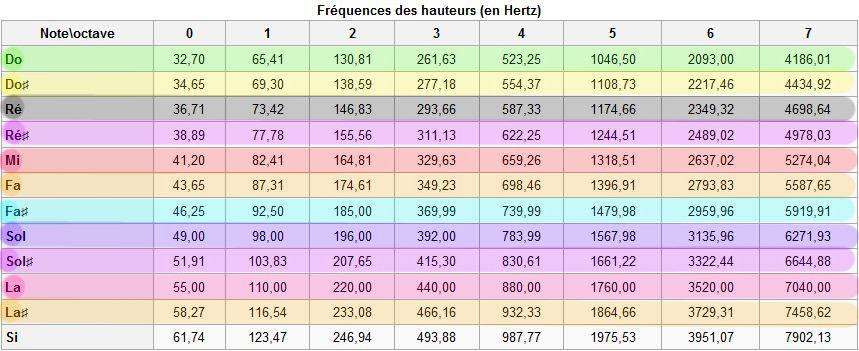 Fréquences des hauteurs (en Hertz)
Note\octave 0 1 2 3 4 5 6 7
Do 32,70 65,41 130,81 261,63 523,25 1046,50 2093,00 4186,01
Do♯ 34,65 69,30 138,59 277,18 554,37 1108,73 2217,46 4434,92
Ré 36,71 73,42 146,83 293,66 587,33 1174,66 2349,32 4698,64
Ré♯ 38,89 77,78 155,56 311,13 622,25 1244,51 2489,02 4978,03
Mi 41,20 82,41 164,81 329,63 659,26 1318,51 2637,02 5274,04
Fa 43,65 87,31 174,61 349,23 698,46 1396,91 2793,83 5587,65
Fa♯ 46,25 92,50 185,00 369,99 739,99 1479,98 2959,96 5919,91
Sol 49,00 98,00 196,00 392,00 783,99 1567,98 3135,96 6271,93
Sol♯ 51,91 103,83 207,65 415,30 830,61 1661,22 3322,44 6644,88
La 55,00 110,00 220,00 440,00 880,00 1760,00 3520,00 7040,00
La♯ 58,27 116,54 233,08 466,16 932,33 1864,66 3729,31 7458,62
Si 61,74 123,47 246,94 493,88 987,77 1975,53 3951,07 7902,13